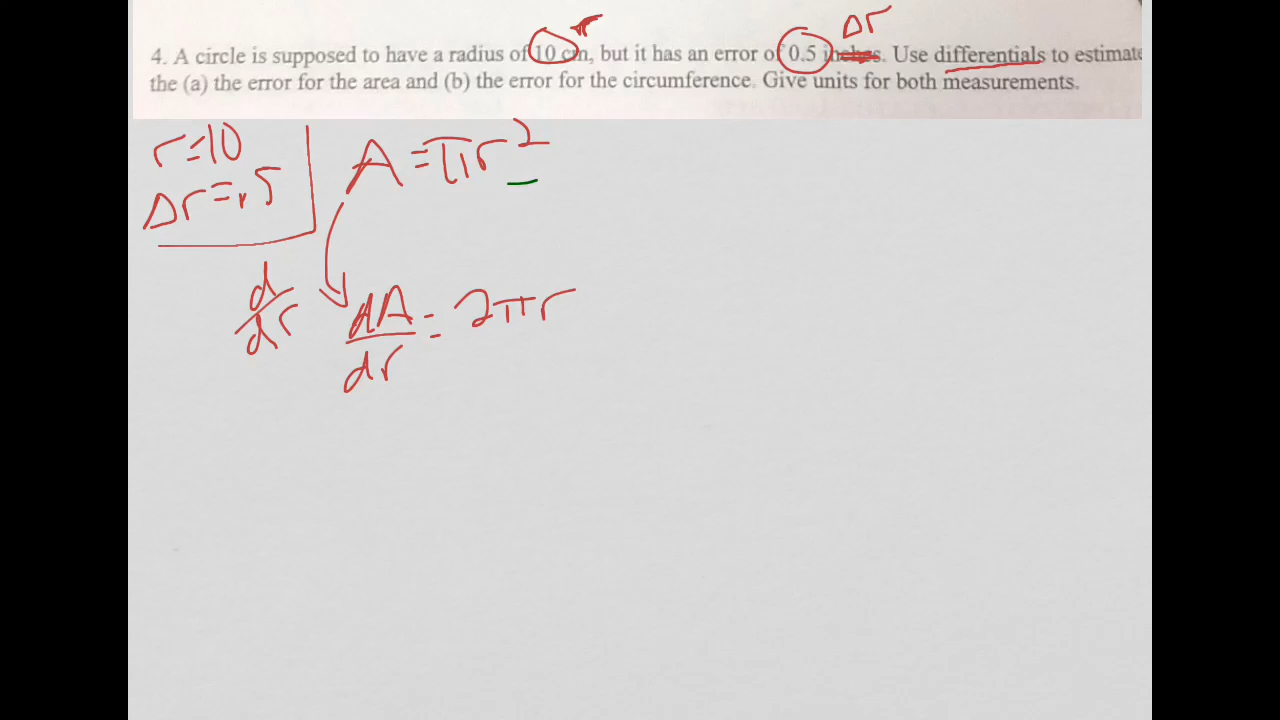 Δr
r
4. A circle is supposed to have a radius of 10 cm, but it has an error of 0.5 inches. Use differentials to estimate
the (a) the error for the area and (b) the error for the circumference. Give units for both measurements.
r=10
Δr=.5
A=πr²
d/dr
dA/dr = 2πr